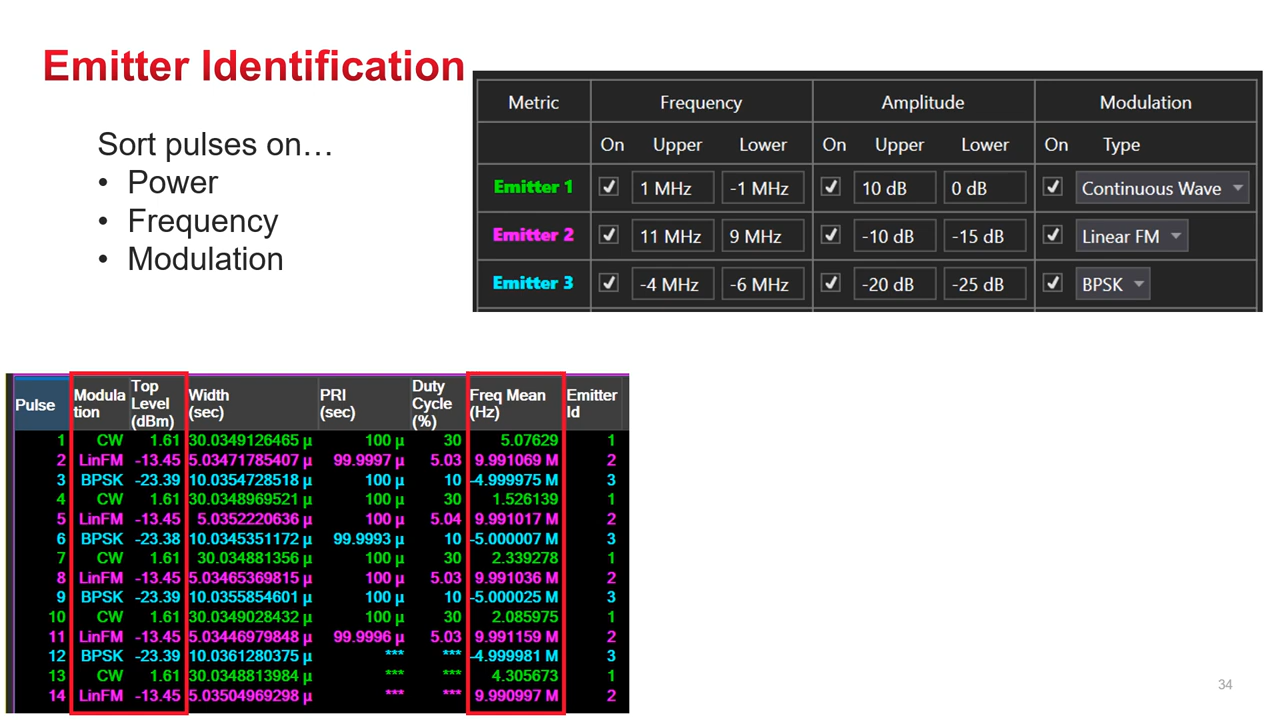 Emitter Identification
Sort pulses on…
• Power
• Frequency
• Modulation
Metric Frequency Amplitude Modulation
On Upper Lower On Upper Lower On Type
Emitter 1 1 MHz -1 MHz 10 dB 0 dB Continuous Wave
Emitter 2 11 MHz 9 MHz -10 dB -15 dB Linear FM
Emitter 3 -4 MHz -6 MHz -20 dB -25 dB BPSK
Pulse Modula
tion Top
Level
(dBm) Width
(sec) PRI
(sec) Duty
Cycle
(%) Freq Mean
(Hz) Emitter
Id
1 CW 1.61 30.0349126465 µ 100 µ 30 5.07629 1
2 LinFM -13.45 5.03471785407 µ 99.9997 µ 5.03 9.991069 M 2
3 BPSK -23.39 10.0354728518 µ 100 µ 10 -4.999975 M 3
4 CW 1.61 30.0348969521 µ 100 µ 30 1.526139 1
5 LinFM -13.45 5.0352220636 µ 100 µ 5.04 9.991017 M 2
6 BPSK -23.38 10.0345351172 µ 99.9993 µ 10 -5.000007 M 3
7 CW 1.61 30.034881356 µ 100 µ 30 2.339278 1
8 LinFM -13.45 5.03465369815 µ 100 µ 5.03 9.991036 M 2
9 BPSK -23.39 10.0355854601 µ 100 µ 10 -5.000025 M 3
10 CW 1.61 30.0349028432 µ 100 µ 30 2.085975 1
11 LinFM -13.45 5.03446979848 µ 99.9996 µ 5.03 9.991159 M 2
12 BPSK -23.39 10.0361280375 µ *** *** -4.999981 M 3
13 CW 1.61 30.0348813984 µ *** *** 4.305673 1
14 LinFM -13.45 5.03504969298 µ *** *** 9.990997 M 2
34